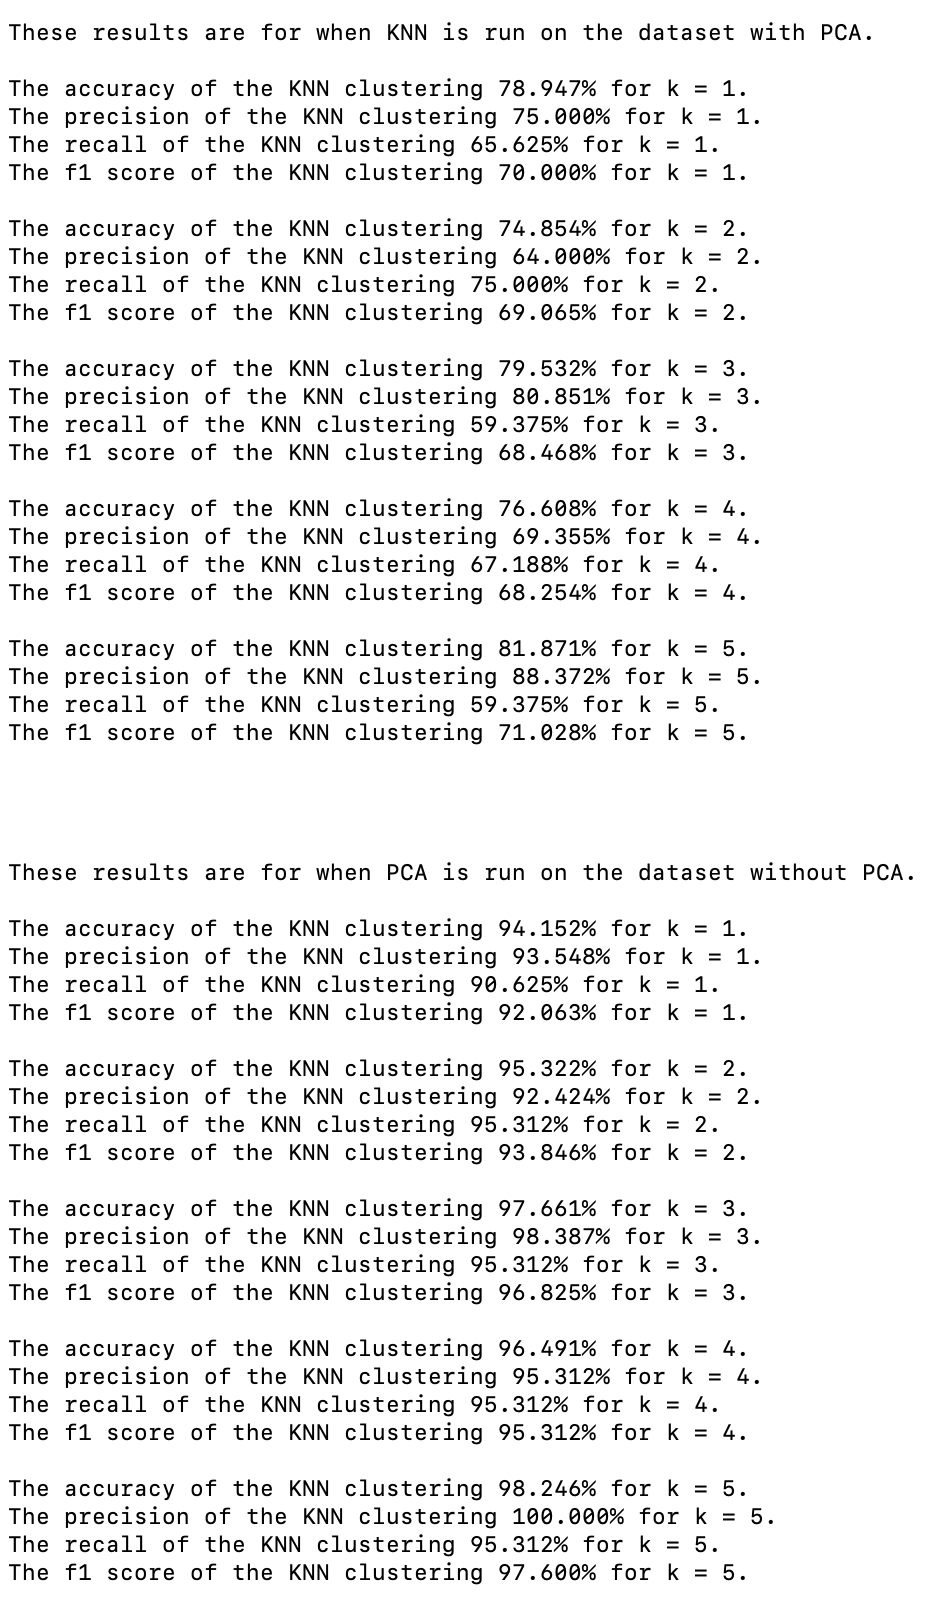 These results are for when KNN is run on the dataset with PCA.
The accuracy of the KNN clustering 78.947% for k = 1.
The precision of the KNN clustering 75.000% for k = 1.
The recall of the KNN clustering 65.625% for k = 1.
The f1 score of the KNN clustering 70.000% for k = 1.
The accuracy of the KNN clustering 74.854% for k = 2.
The precision of the KNN clustering 64.000% for k = 2.
The recall of the KNN clustering 75.000% for k = 2.
The f1 score of the KNN clustering 69.065% for k = 2.
The accuracy of the KNN clustering 79.532% for k = 3.
The precision of the KNN clustering 80.851% for k = 3.
The recall of the KNN clustering 59.375% for k = 3.
The f1 score of the KNN clustering 68.468% for k = 3.
The accuracy of the KNN clustering 76.608% for k = 4.
The precision of the KNN clustering 69.355% for k = 4.
The recall of the KNN clustering 67.188% for k = 4.
The f1 score of the KNN clustering 68.254% for k = 4.
The accuracy of the KNN clustering 81.871% for k = 5.
The precision of the KNN clustering 88.372% for k = 5.
The recall of the KNN clustering 59.375% for k = 5.
The f1 score of the KNN clustering 71.028% for k = 5.
These results are for when PCA is run on the dataset without PCA.
The accuracy of the KNN clustering 94.152% for k = 1.
The precision of the KNN clustering 93.548% for k = 1.
The recall of the KNN clustering 90.625% for k = 1.
The f1 score of the KNN clustering 92.063% for k = 1.
The accuracy of the KNN clustering 95.322% for k = 2.
The precision of the KNN clustering 92.424% for k = 2.
The recall of the KNN clustering 95.312% for k = 2.
The f1 score of the KNN clustering 93.846% for k = 2.
The accuracy of the KNN clustering 97.661% for k = 3.
The precision of the KNN clustering 98.387% for k = 3.
The recall of the KNN clustering 95.312% for k = 3.
The f1 score of the KNN clustering 96.825% for k = 3.
The accuracy of the KNN clustering 96.491% for k = 4.
The precision of the KNN clustering 95.312% for k = 4.
The recall of the KNN clustering 95.312% for k = 4.
The f1 score of the KNN clustering 95.312% for k = 4.
The accuracy of the KNN clustering 98.246% for k = 5.
The precision of the KNN clustering 100.000% for k = 5.
The recall of the KNN clustering 95.312% for k = 5.
The f1 score of the KNN clustering 97.600% for k = 5.